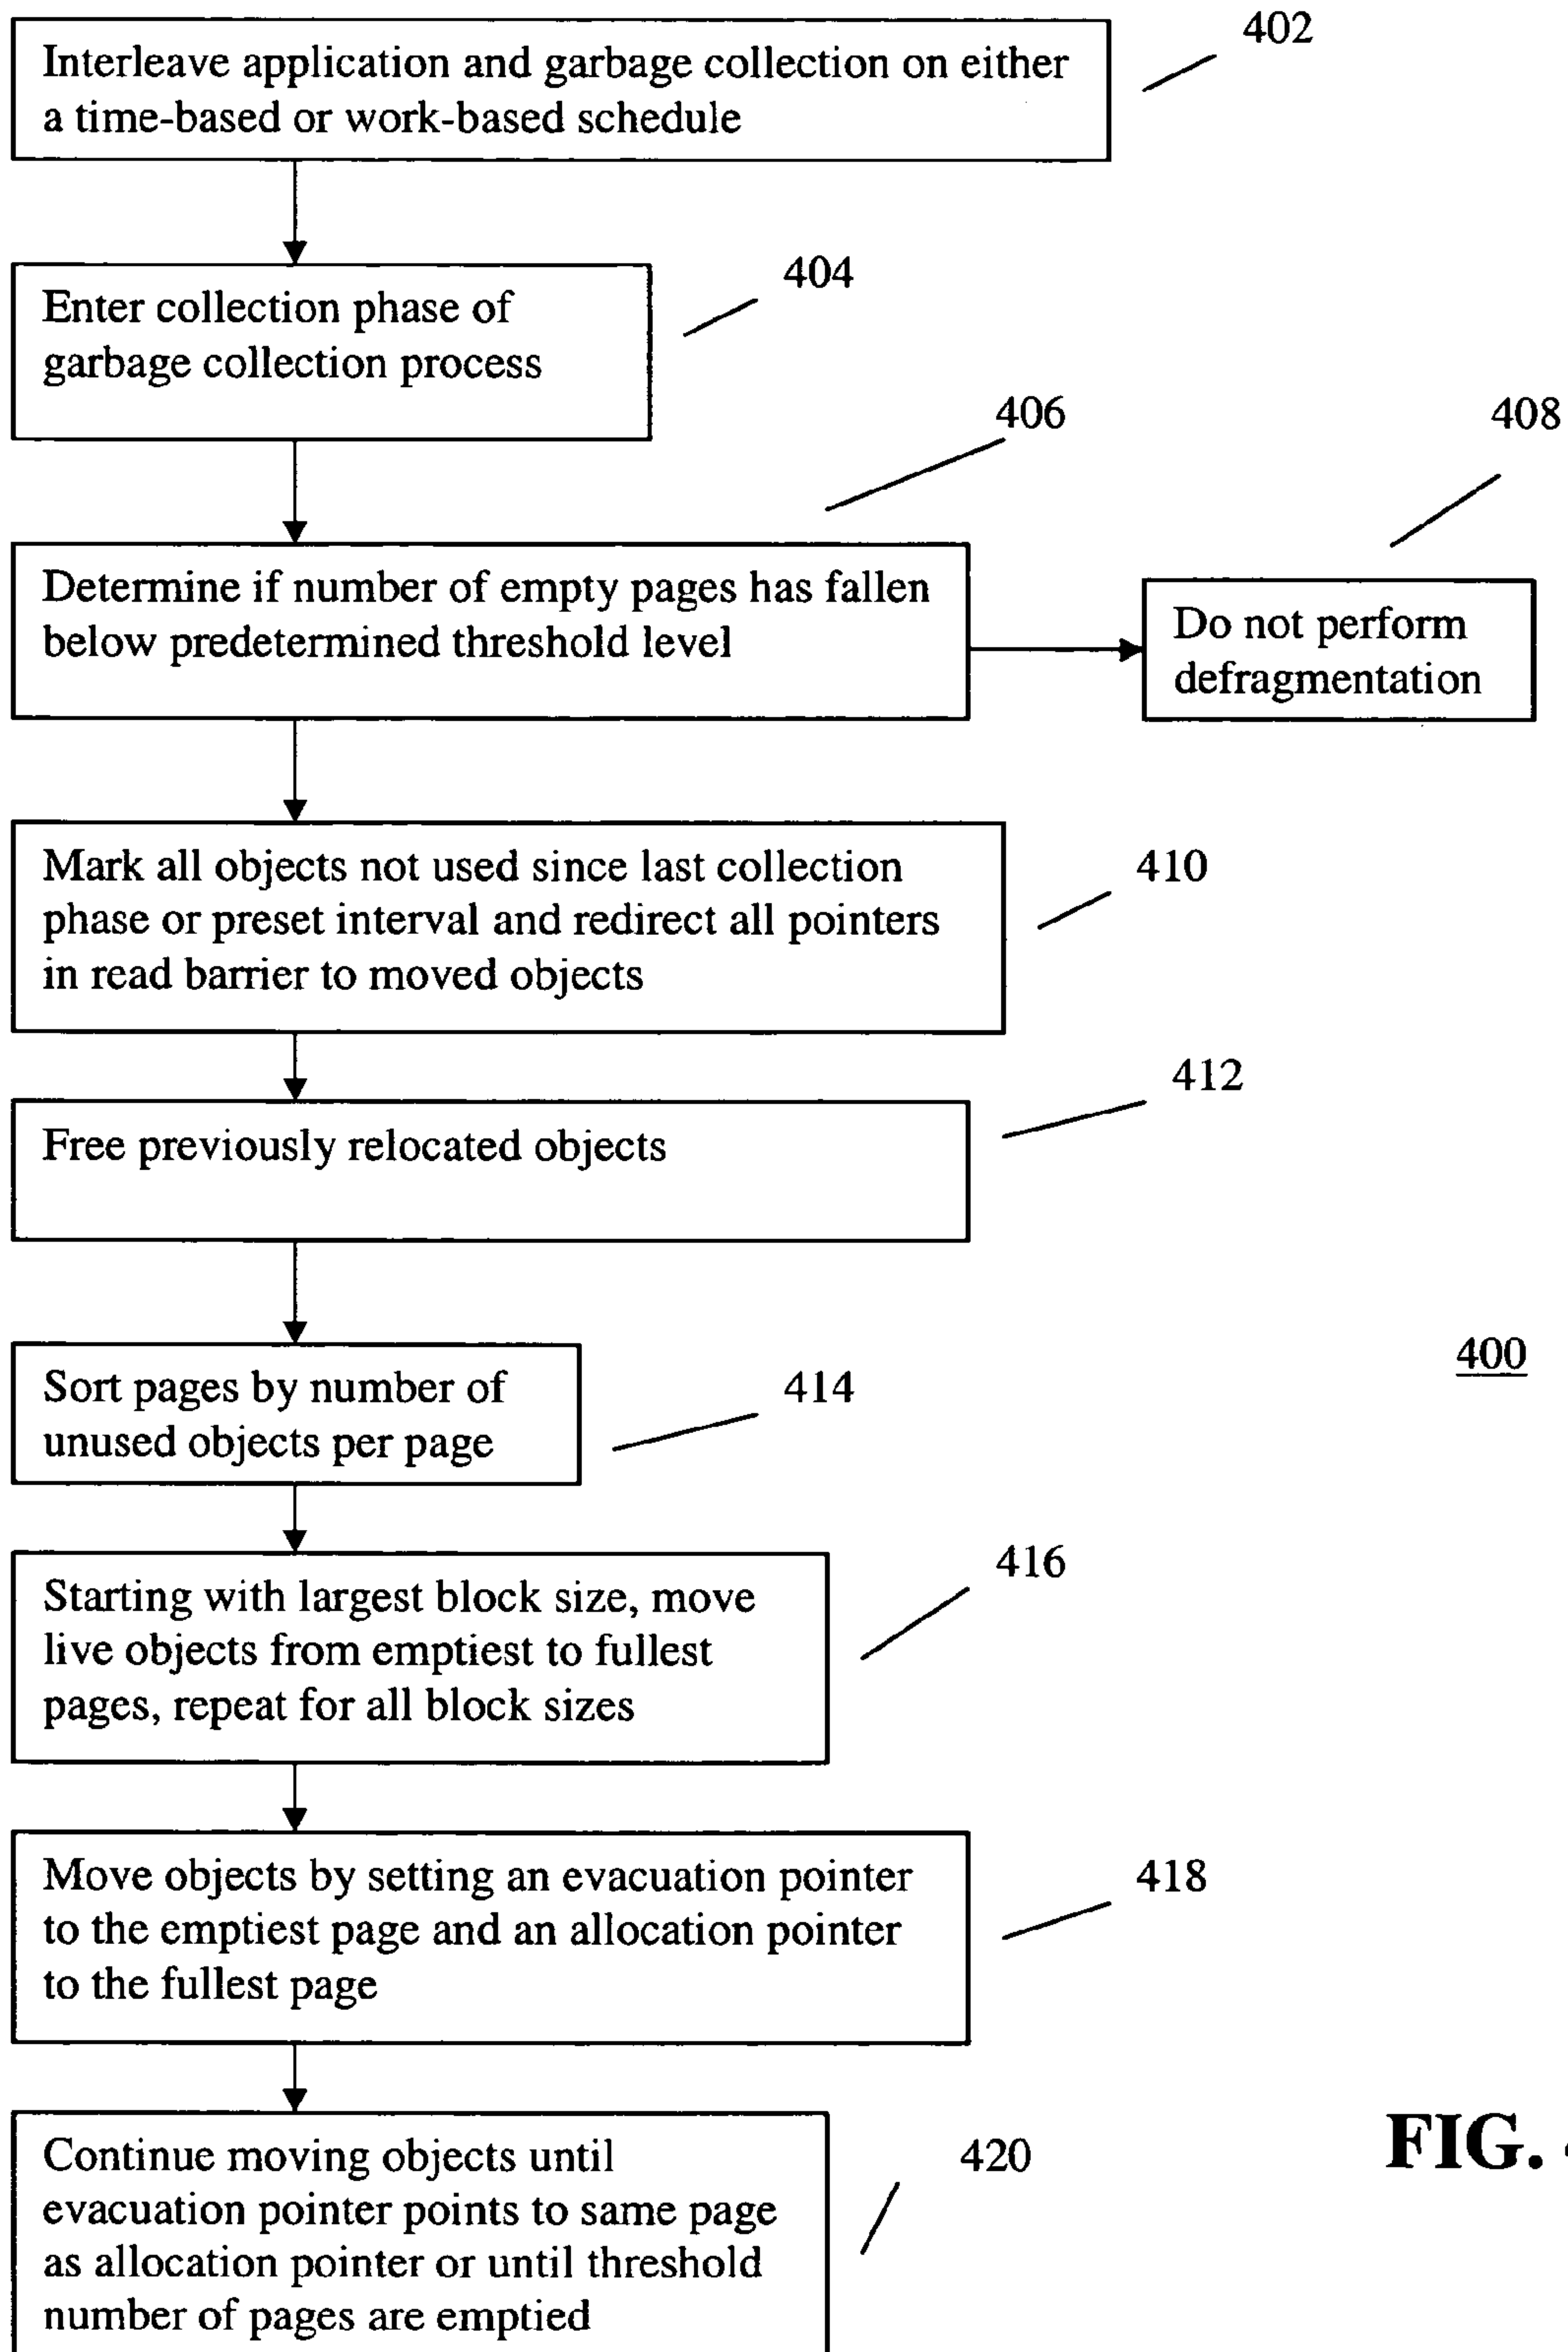 402
Interleave application and garbage collection on either
a time-based or work-based schedule
404
Enter collection phase of
garbage collection process
406
408
Determine if number of empty pages has fallen
below predetermined threshold level
Do not perform
defragmentation
410
Mark all objects not used since last collection
phase or preset interval and redirect all pointers
in read barrier to moved objects
412
Free previously relocated objects
400
414
Sort pages by number of
unused objects per page
416
Starting with largest block size, move
live objects from emptiest to fullest
pages, repeat for all block sizes
418
Move objects by setting an evacuation pointer
to the emptiest page and an allocation pointer
to the fullest page
420
Continue moving objects until
evacuation pointer points to same page
as allocation pointer or until threshold
number of pages are emptied
FIG.